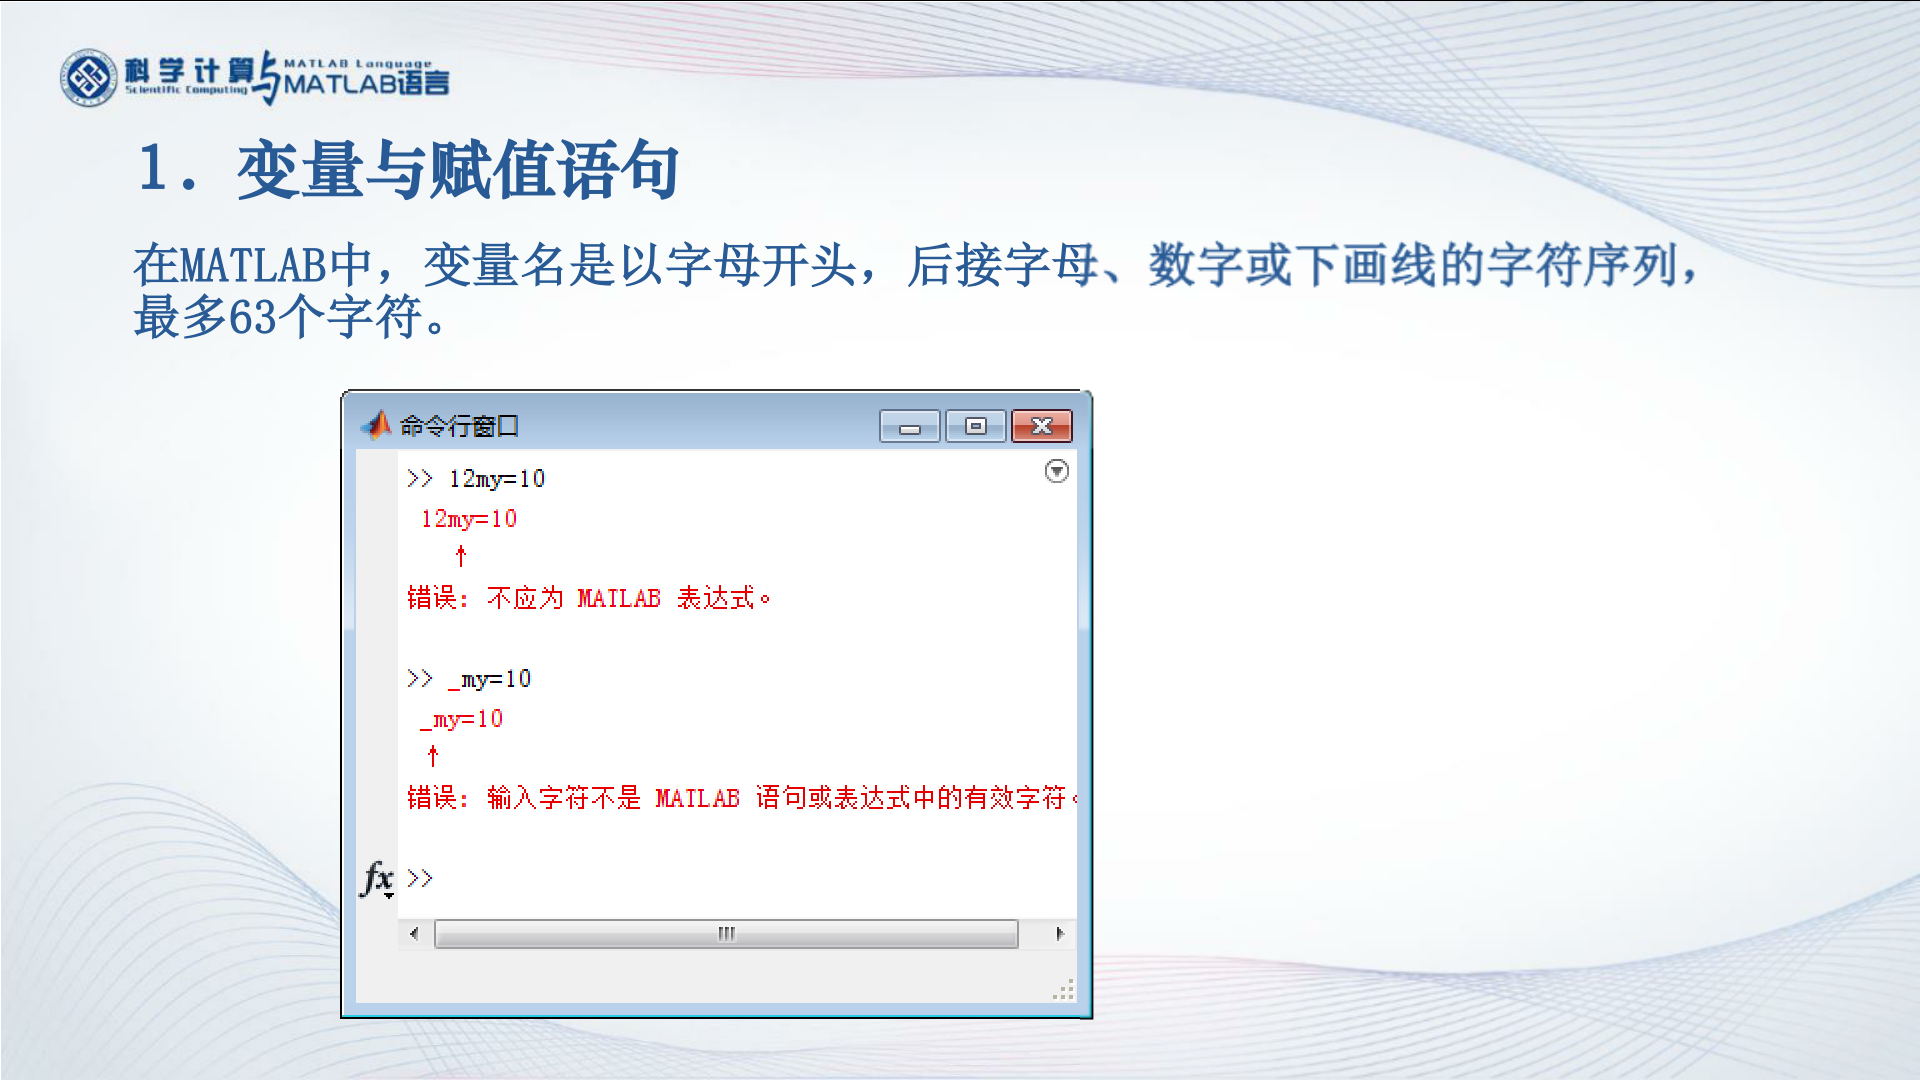 科学计算与MATLAB语言
Scientific Computing MATLAB Language
1. 变量与赋值语句
在MATLAB中，变量名是以字母开头，后接字母、数字或下画线的字符序列，
最多63个字符。
命令行窗口
>> 12my=10
12my=10
↑
错误: 不应为 MATLAB 表达式。
>> _my=10
_my=10
↑
错误: 输入字符不是 MATLAB 语句或表达式中的有效字符。
fx >>